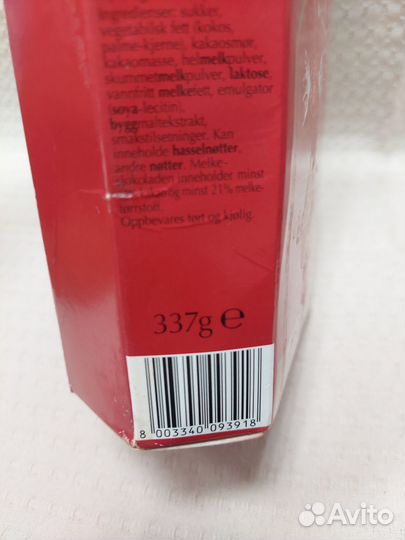 Ingredienser: sukker,
vegetabilsk fett (kokos,
palme-kjerne), kakaosmør,
kakaomasse, helmelkpulver,
skummetmelkpulver, laktose,
vannfritt melkefett, emulgator
(soya-lecitin),
byggmaltekstrakt,
smakstilsetninger. Kan
inneholde hasselnøtter,
andre nøtter. Melke-
sjokoladen inneholder minst
minst 21% melke-
tørrstoff.
Oppbevares tørt og kjølig.
337g e
8 003340 093918
Avito